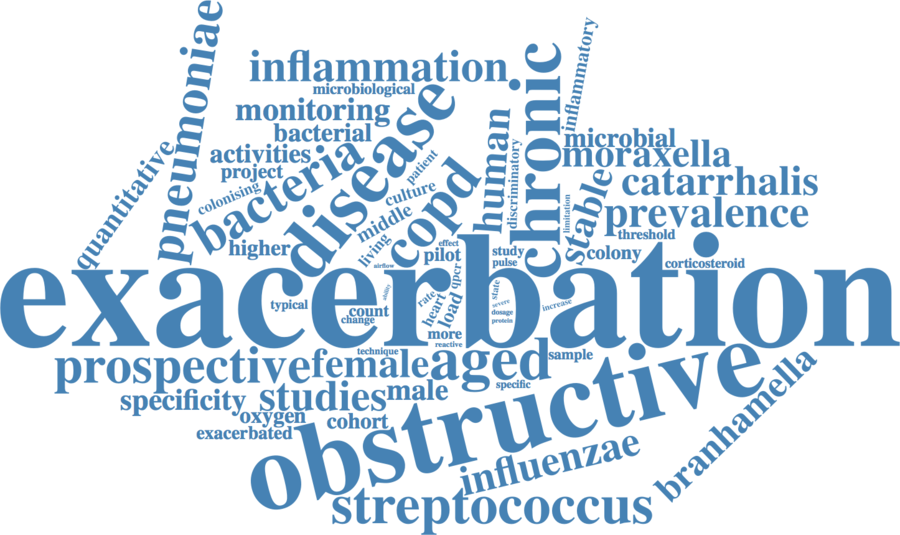 pneumoniae
inflammatory
chronic
inflammation
microbiological
disease
monitoring
human
bacterial
microbial
quantitative
activities
bacteria
moraxella
project
patient
discriminatory
copd
catarrhalis
colonising
culture
stable
limitation
prevalence
middle
higher
living
threshold
effect
pilot
study
colony
corticosteroid
pulse
airflow
qpcr
exacerbation
ability
state
rate
typical
count
heart
load
severe
increase
dosage
change
protein
more
reactive
technique
prospective
female
aged
sample
specific
obstructive
specificity
studies
male
branhamella
oxygen
cohort
exacerbated
influenzae
streptococcus